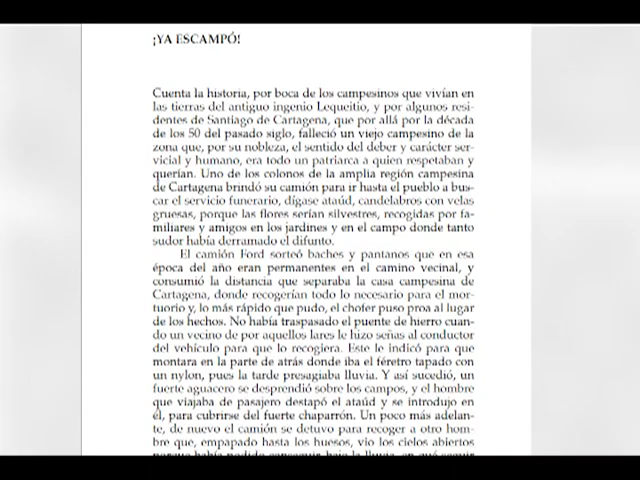 ¡YA ESCAMPÓ!
Cuenta la historia, por boca de los campesinos que vivían en
las tierras del antiguo ingenio Lequeitio, y por algunos resi-
dentes de Santiago de Cartagena, que por allá por la década
de los 50 del pasado siglo, falleció un viejo campesino de la
zona que, por su nobleza, el sentido del deber y carácter ser-
vicial y humano, era todo un patriarca a quien respetaban y
querían. Uno de los colonos de la amplia región campesina
de Cartagena brindó su camión para ir hasta el pueblo a bus-
car el servicio funerario, dígase ataúd, candelabros con velas
gruesas, porque las flores serían silvestres, recogidas por fa-
miliares y amigos en los jardines y en el campo donde tanto
sudor había derramado el difunto.
El camión Ford sorteó baches y pantanos que en esa
época del año eran permanentes en el camino vecinal, y
consumió la distancia que separaba la casa campesina de
Cartagena, donde recogerían todo lo necesario para el mor-
tuorio y, lo más rápido que pudo, el chofer puso proa al lugar
de los hechos. No había traspasado el puente de hierro cuan-
do un vecino de por aquellos lares le hizo señas al conductor
del vehículo para que lo recogiera. Este le indicó para que
montara en la parte de atrás donde iba el féretro tapado con
un nylon, pues la tarde presagiaba lluvia. Y así sucedió, un
fuerte aguacero se desprendió sobre los campos, y el hombre
que viajaba de pasajero destapó el ataúd y se introdujo en
él, para cubrirse del fuerte chaparrón. Un poco más adelan-
te, de nuevo el camión se detuvo para recoger a otro hom-
bre que, empapado hasta los huesos, vio los cielos abiertos
porque había podido conseguir, bajo la lluvia, en qué seguir